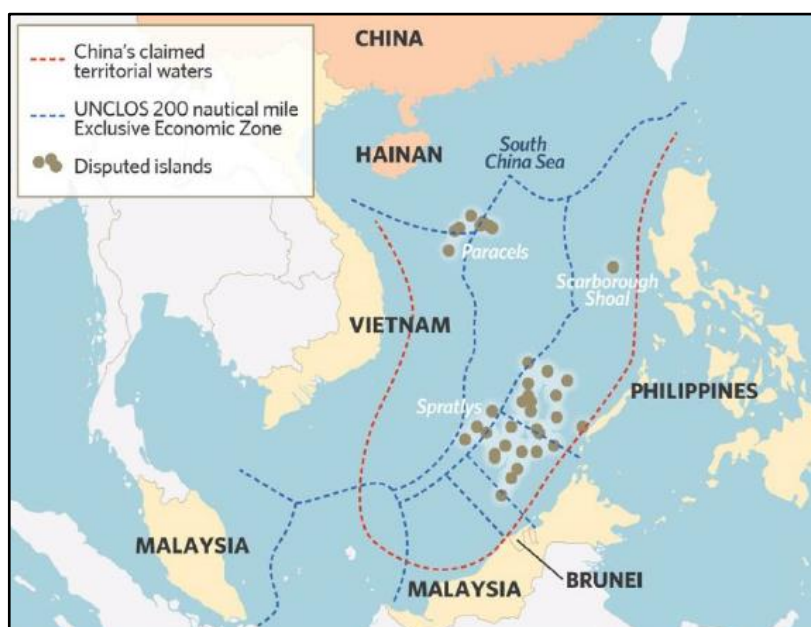 China's claimed
territorial waters
UNCLOS 200 nautical mile
Exclusive Economic Zone
Disputed islands
CHINA
HAINAN
South
China Sea
Paracels
Scarborough
Shoal
VIETNAM
PHILIPPINES
Spratlys
MALAYSIA
MALAYSIA
BRUNEI